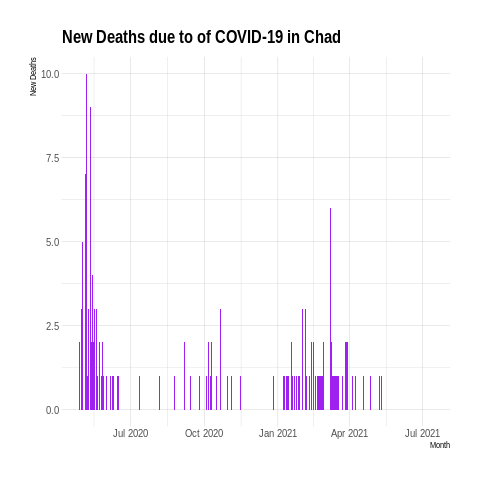 New Deaths due to of COVID-19 in Chad
New Deaths
10.0
7.5
5.0
2.5
0.0
Jul 2020 Oct 2020 Jan 2021 Apr 2021 Jul 2021
Month